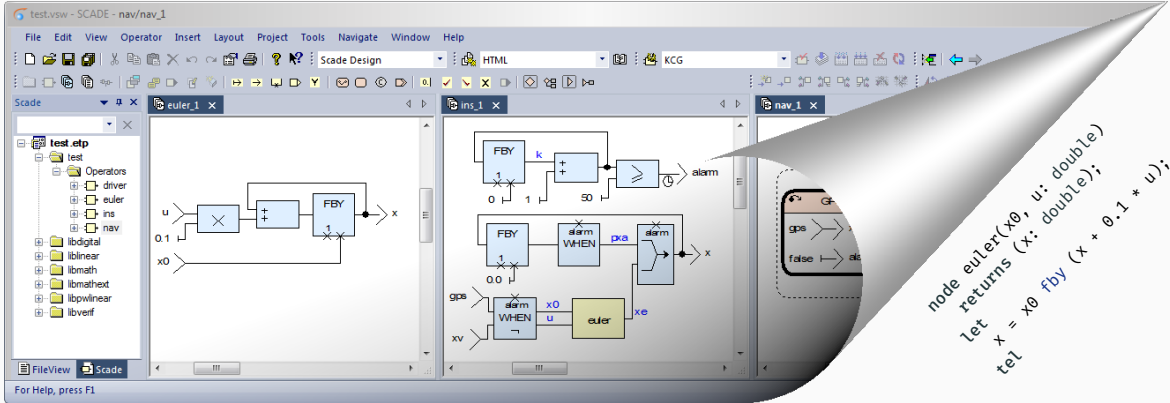 test.vsw - SCADE - nav/nav_1
File Edit View Operator Insert Layout Project Tools Navigate Window Help
Scade Design HTML KCG
Scade
euler_1
ins_1
nav_1
test.etp
test
Operators
driver
euler
ins
nav
libdigital
liblinear
libmath
libmathext
libpwlinear
libverif
FileView Scade
For Help, press F1
u
0.1
x0
FBY
1
x
FBY
1
k
0
1
50
alarm
FBY
1
0.0
alarm
WHEN
pxa
alarm
x
gps
xv
alarm
WHEN
x0
u
euler
xe
gps
false
node euler(x0, u: double)
returns (x: double);
let
x = x0 fby (x + 0.1 * u);
tel